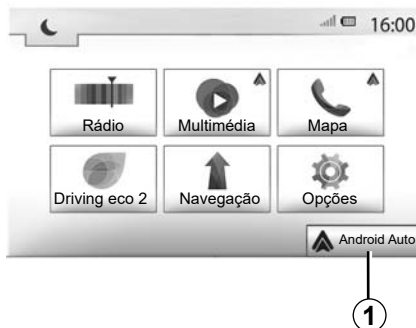 16:00
Rádio
Multimédia
Mapa
Driving eco 2
Navegação
Opções
Android Auto
1